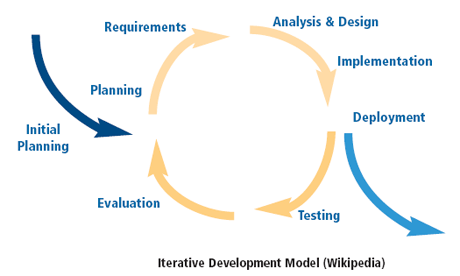 Requirements
Analysis & Design
Implementation
Planning
Deployment
Initial
Planning
Evaluation
Testing
Iterative Development Model (Wikipedia)